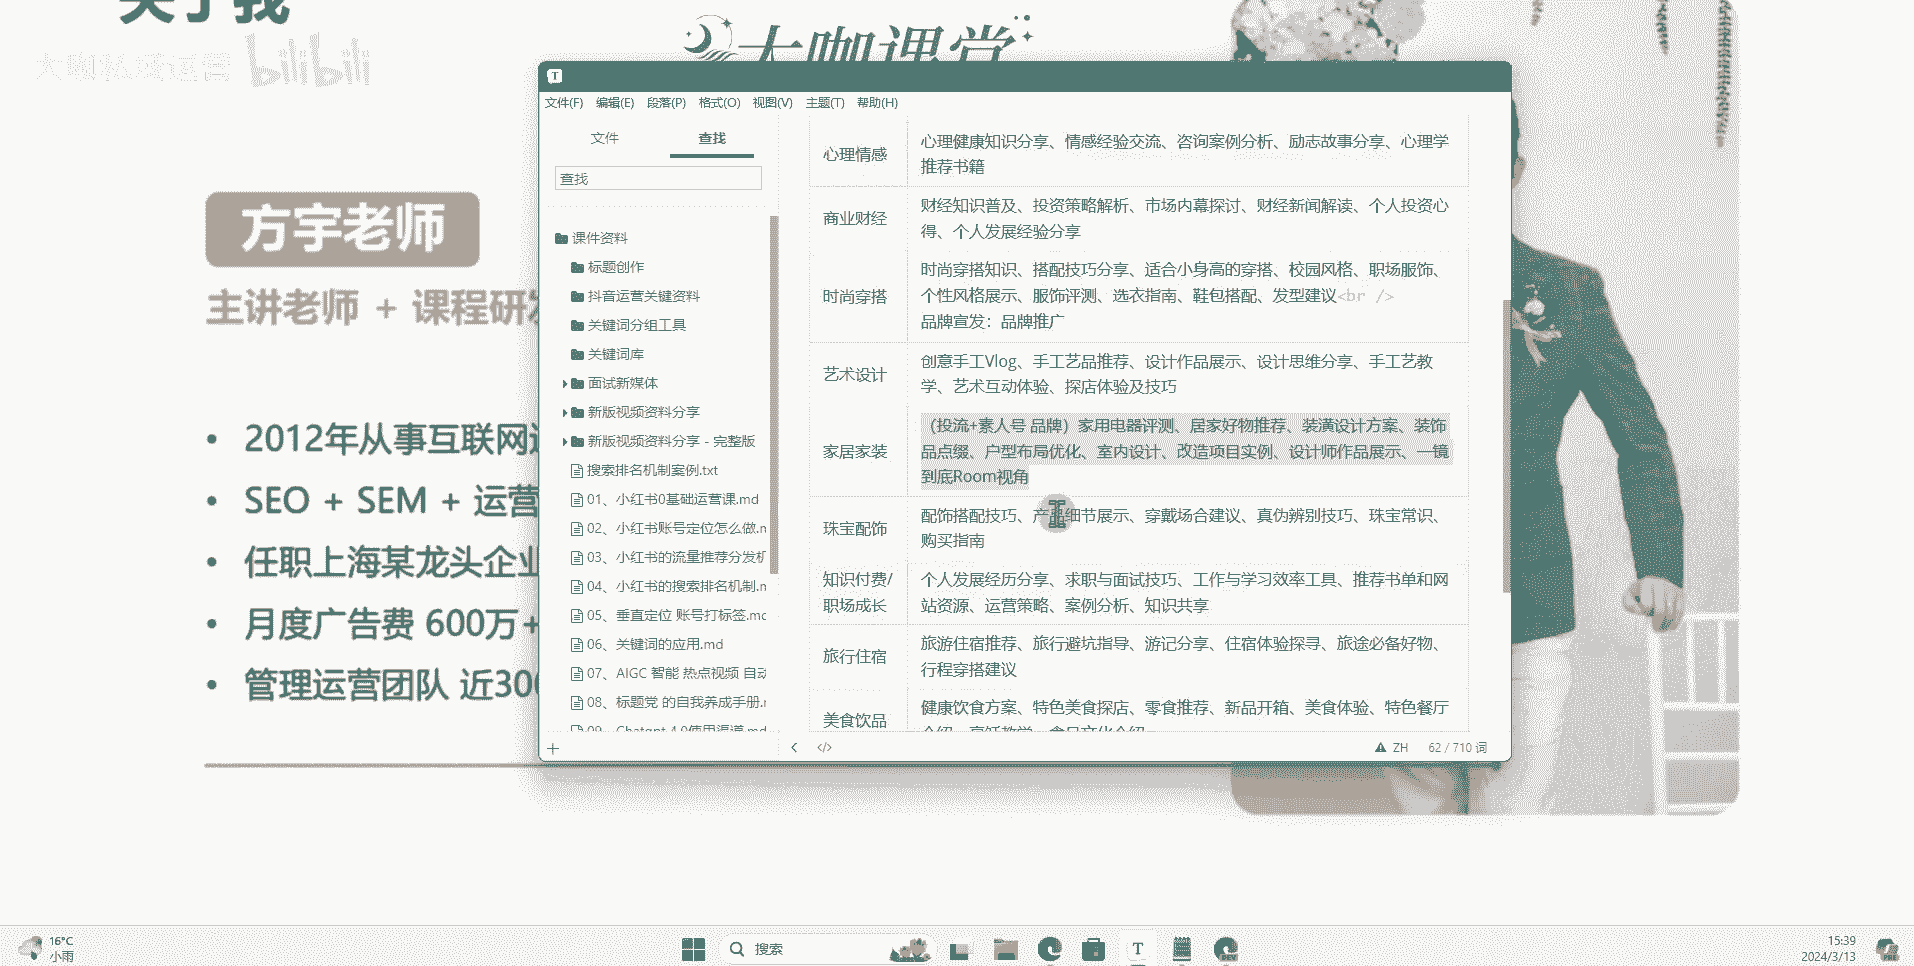 关于我
大咖私域运营 bilibili
大咖课堂
方宇老师
主讲老师 + 课程研发
2012年从事互联网
SEO + SEM + 运营
任职上海某龙头企业
月度广告费 600万+
管理运营团队 近300
T
文件(F) 编辑(E) 段落(P) 格式(O) 视图(V) 主题(T) 帮助(H)
文件 查找
查找
课件资料
标题创作
抖音运营关键资料
关键词分组工具
关键词库
面试新媒体
新版视频资料分享
新版视频资料分享 - 完整版
搜索排名机制案例.txt
01、小红书0基础运营课.md
02、小红书账号定位怎么做.m
03、小红书的流量推荐分发机
04、小红书的搜索排名机制.m
05、垂直定位 账号打标签.mc
06、关键词的应用.md
07、AIGC 智能 热点视频 自动
08、标题党 的自我养成手册.r
09、Chatgpt 4.0使用渠道.md
心理情感
心理健康知识分享、情感经验交流、咨询案例分析、励志故事分享、心理学
推荐书籍
商业财经
财经知识普及、投资策略解析、市场内幕探讨、财经新闻解读、个人投资心
得、个人发展经验分享
时尚穿搭
时尚穿搭知识、搭配技巧分享、适合小身高的穿搭、校园风格、职场服饰、
个性风格展示、服饰评测、选衣指南、鞋包搭配、发型建议<br />
品牌宣发：品牌推广
艺术设计
创意手工Vlog、手工艺品推荐、设计作品展示、设计思维分享、手工艺教
学、艺术互动体验、探店体验及技巧
家居家装
（投流+素人号 品牌）家用电器评测、居家好物推荐、装潢设计方案、装饰
品点缀、户型布局优化、室内设计、改造项目实例、设计师作品展示、一镜
到底Room视角
珠宝配饰
配饰搭配技巧、产品细节展示、穿戴场合建议、真伪辨别技巧、珠宝常识、
购买指南
知识付费/
职场成长
个人发展经历分享、求职与面试技巧、工作与学习效率工具、推荐书单和网
站资源、运营策略、案例分析、知识共享
旅行住宿
旅游住宿推荐、旅行避坑指导、游记分享、住宿体验探寻、旅途必备好物、
行程穿搭建议
美食饮品
健康饮食方案、特色美食探店、零食推荐、新品开箱、美食体验、特色餐厅
介绍、烹饪教学、食品文化介绍
ZH 62 / 710 词
16°C
小雨
搜索
T
DEV
15:39
2024/3/13
PRE